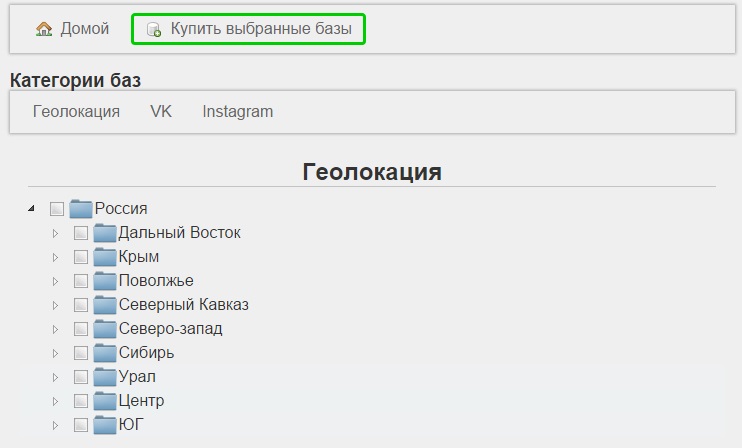 Домой Купить выбранные базы
Категории баз
Геолокация VK Instagram
Геолокация
Россия
Дальный Восток
Крым
Поволжье
Северный Кавказ
Северо-запад
Сибирь
Урал
Центр
ЮГ